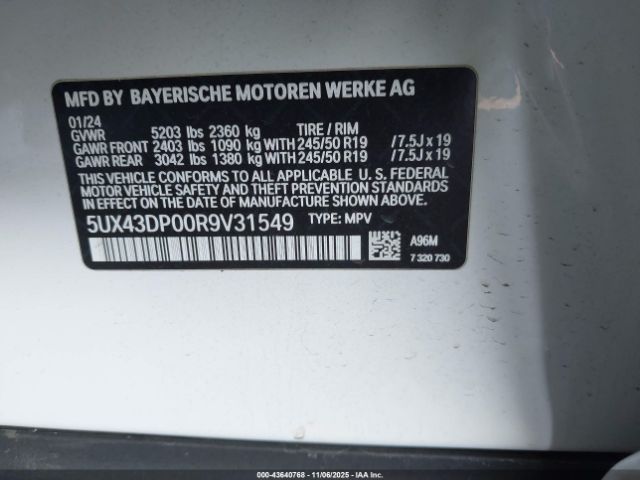 MFD BY BAYERISCHE MOTOREN WERKE AG
01/24
GVWR 5203 lbs 2360 kg TIRE / RIM
GAWR FRONT 2403 lbs 1090 kg WITH 245/50 R19 / 7.5J x 19
GAWR REAR 3042 lbs 1380 kg WITH 245/50 R19 / 7.5J x 19
THIS VEHICLE CONFORMS TO ALL APPLICABLE U. S. FEDERAL
MOTOR VEHICLE SAFETY AND THEFT PREVENTION STANDARDS
IN EFFECT ON THE DATE OF MANUFACTURE SHOWN ABOVE.
5UX43DP00R9V31549 TYPE: MPV
A96M
7 320 730
000-43640768 - 11/06/2025 - IAA Inc.